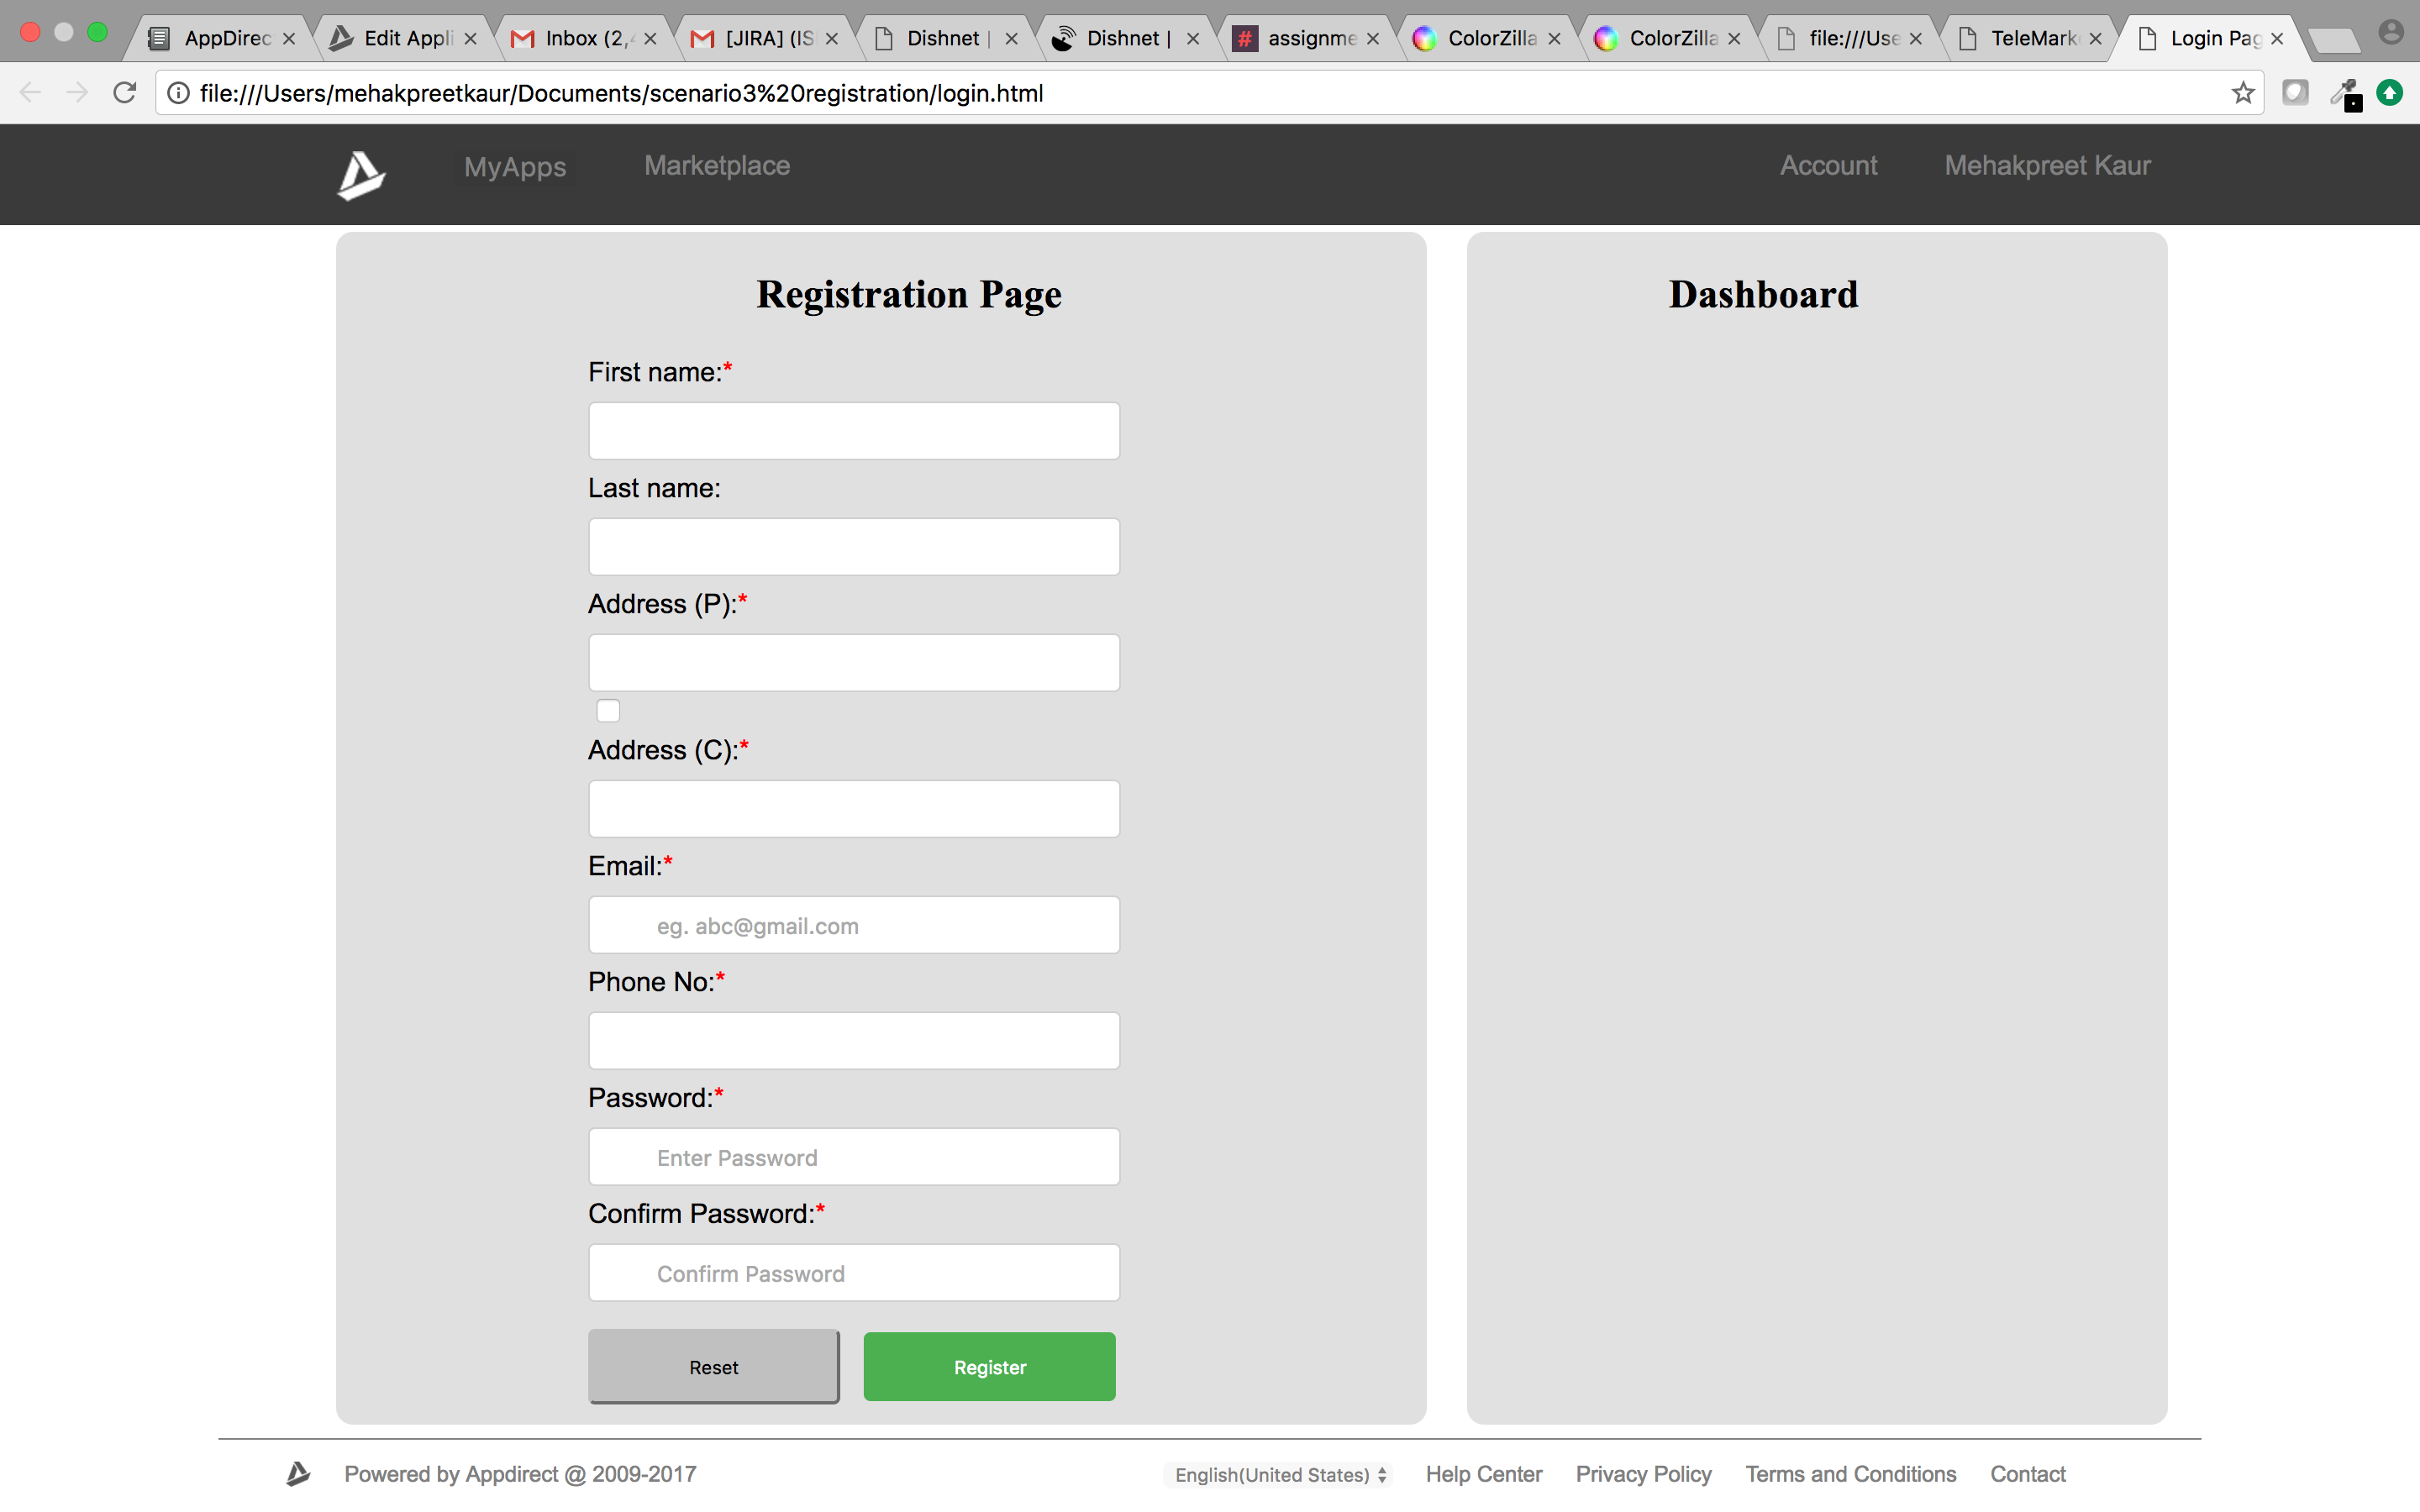 AppDirec Edit Appli Inbox (2, [JIRA] (IS Dishnet | Dishnet | # assignme ColorZilla ColorZilla file:///Use TeleMark Login Pag
file:///Users/mehakpreetkaur/Documents/scenario3%20registration/login.html
MyApps Marketplace Account Mehakpreet Kaur
Registration Page
First name:*
Last name:
Address (P):*
Address (C):*
Email:*
eg. abc@gmail.com
Phone No:*
Password:*
Enter Password
Confirm Password:*
Confirm Password
Reset Register
Dashboard
Powered by Appdirect @ 2009-2017 English(United States) Help Center Privacy Policy Terms and Conditions Contact